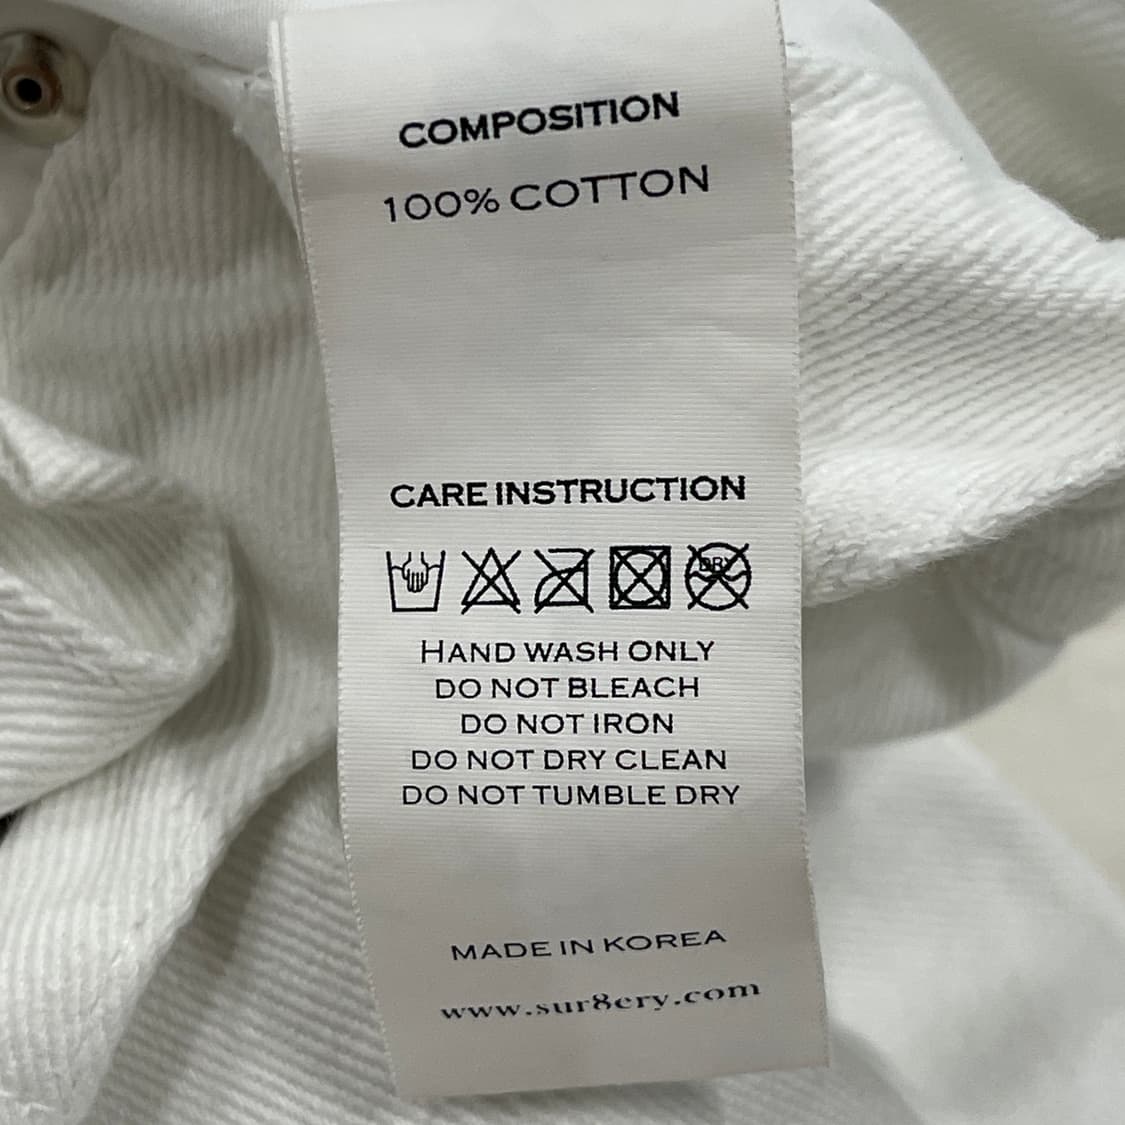 COMPOSITION
100% COTTON
CARE INSTRUCTION
DRY
HAND WASH ONLY
DO NOT BLEACH
DO NOT IRON
DO NOT DRY CLEAN
DO NOT TUMBLE DRY
MADE IN KOREA
www.sur8ery.com